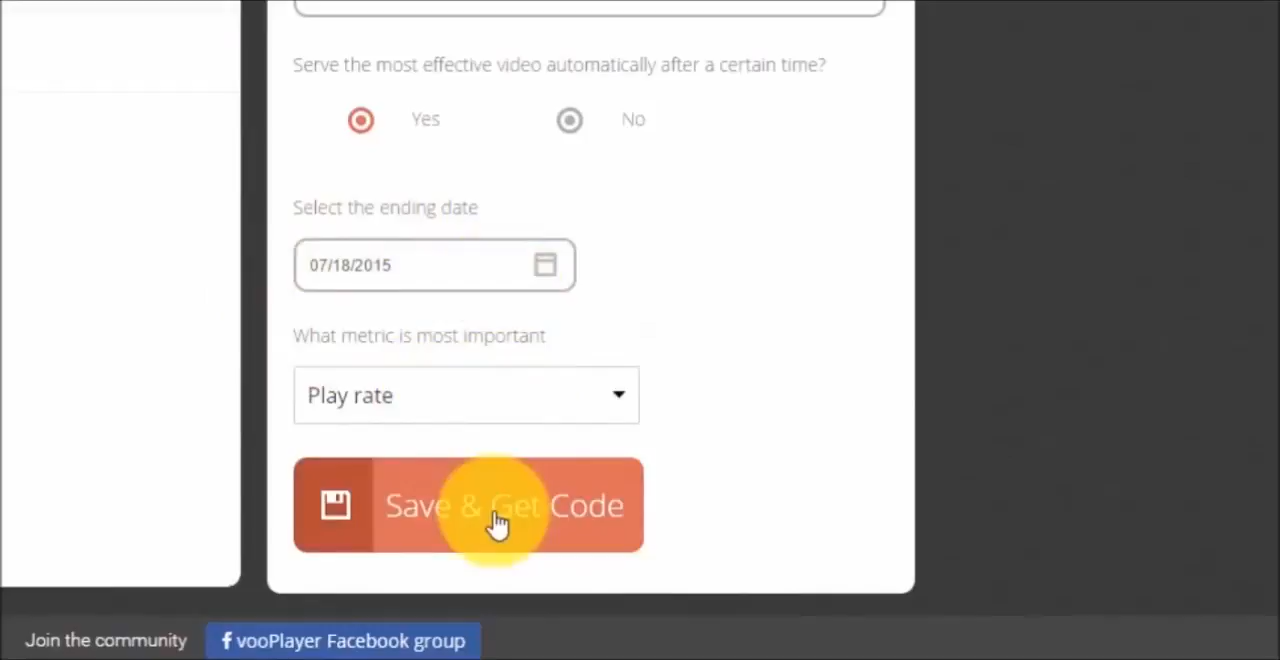 Serve the most effective video automatically after a certain time?
Yes No
Select the ending date
07/18/2015
What metric is most important
Play rate
Save & Get Code
Join the community
vooPlayer Facebook group